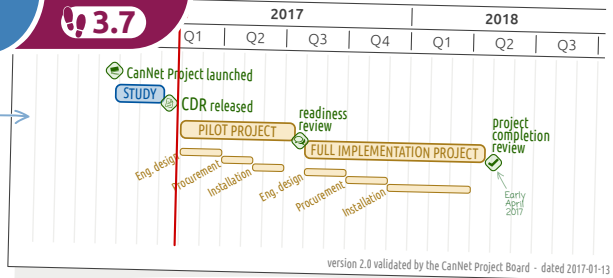 3.7
2017
2018
Q1 Q2 Q3 Q4 Q1 Q2 Q3
CanNet Project launched
STUDY
CDR released
readiness
review
project
completion
review
PILOT PROJECT
FULL IMPLEMENTATION PROJECT
Eng. design
Procurement
Installation
Eng. design
Procurement
Installation
Early
April
2017
version 2.0 validated by the CanNet Project Board - dated 2017-01-13